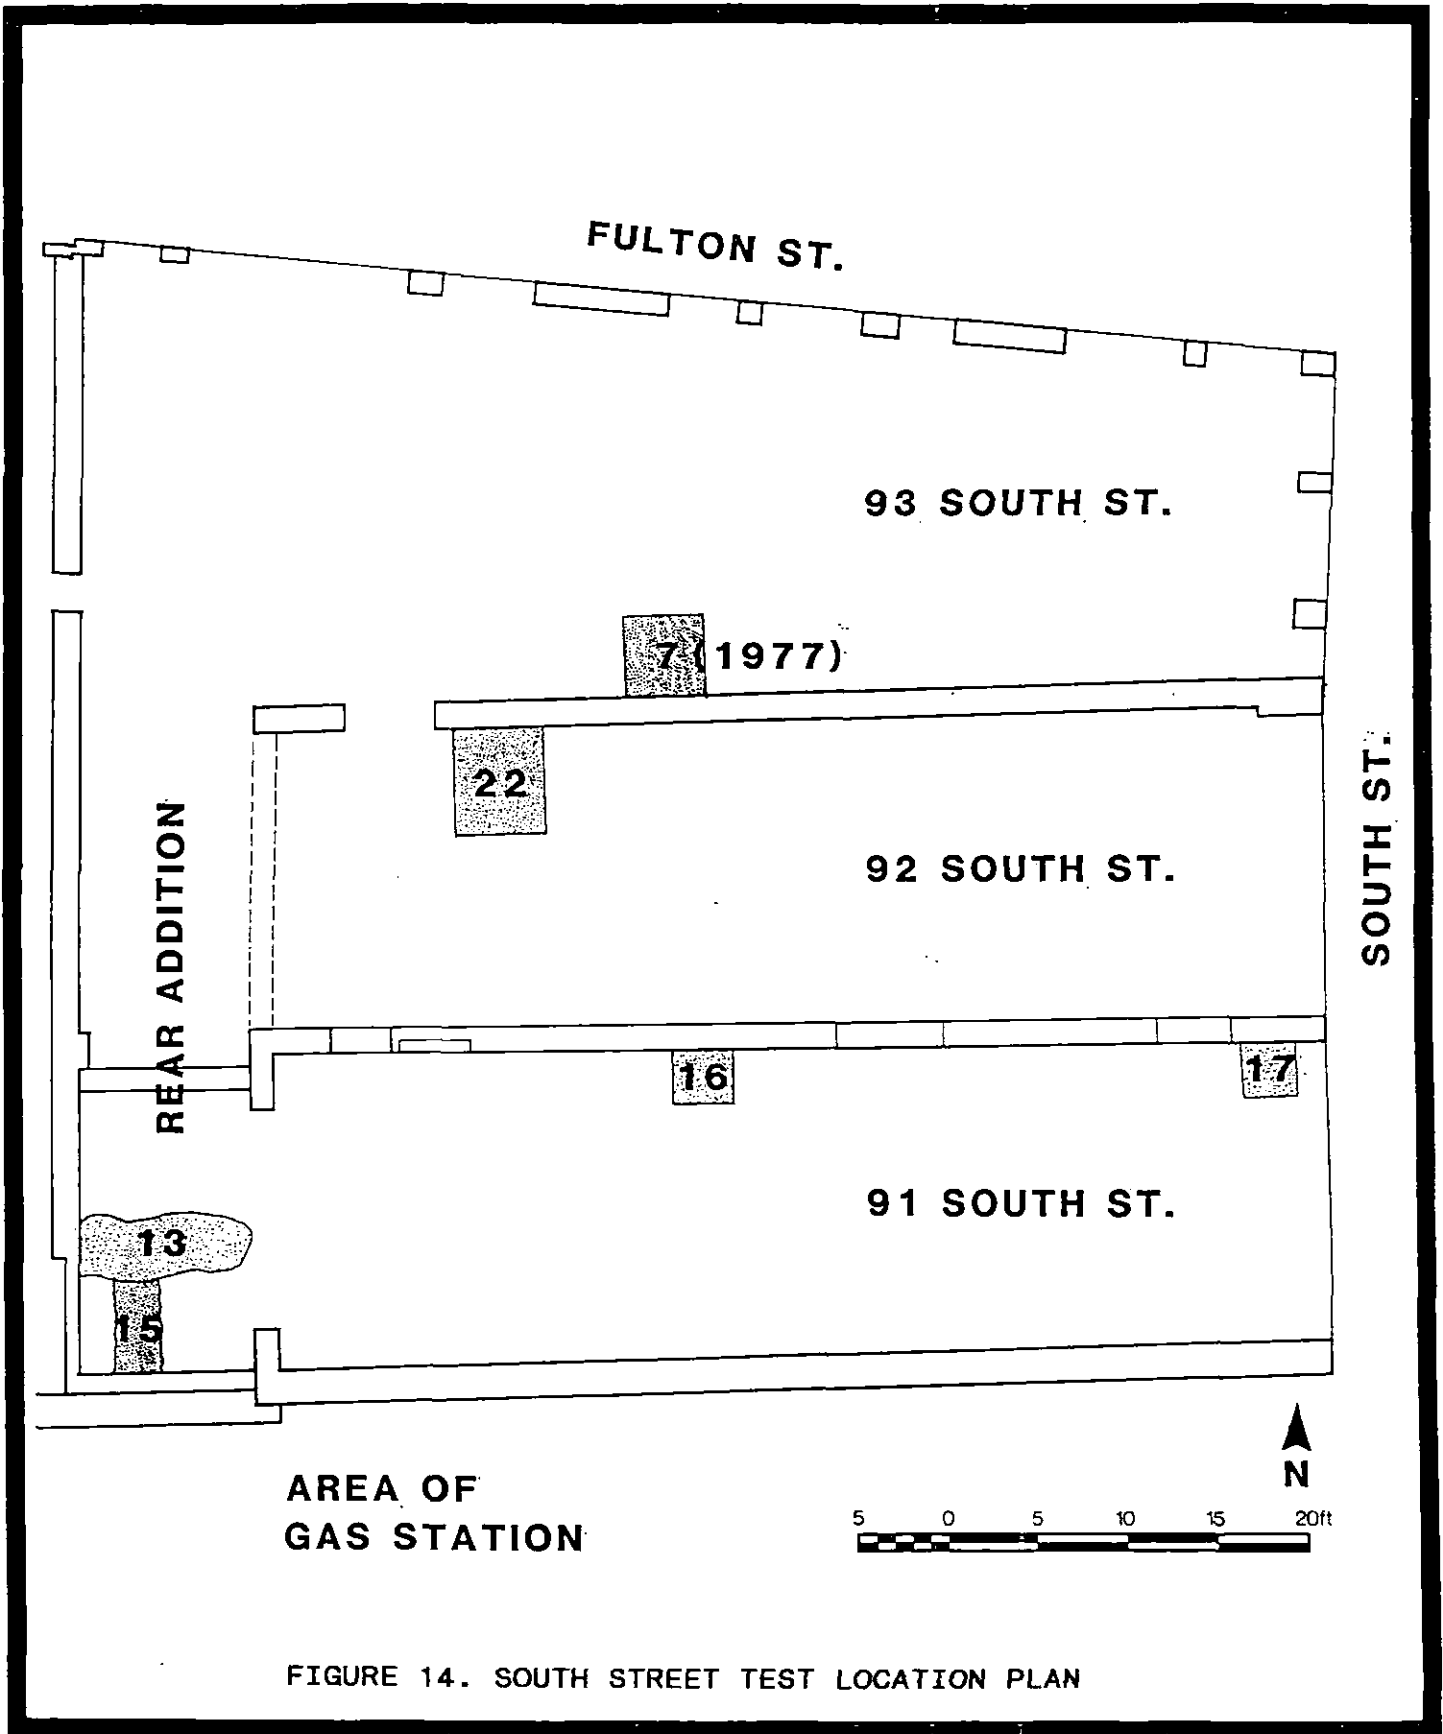 FULTON ST.
93 SOUTH ST.
7 (1977)
22
92 SOUTH ST.
SOUTH ST.
REAR ADDITION
16
17
91 SOUTH ST.
13
15
N
AREA OF
GAS STATION
5 0 5 10 15 20ft
FIGURE 14. SOUTH STREET TEST LOCATION PLAN